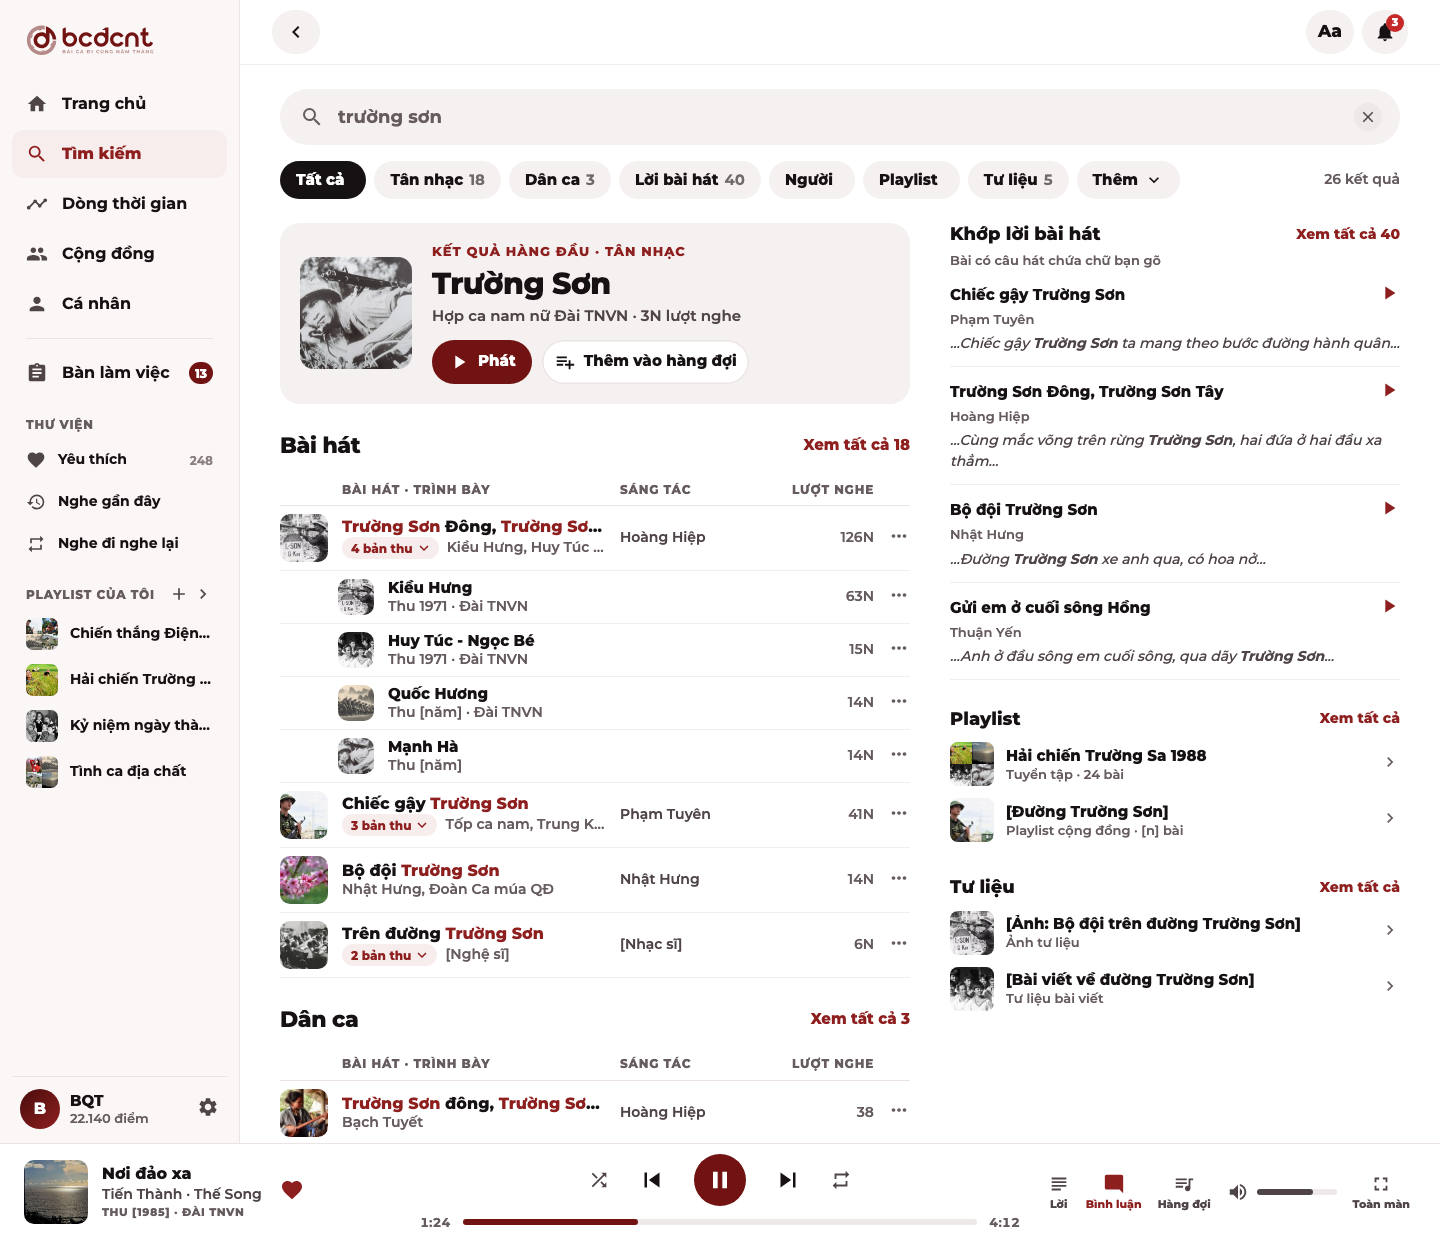 bcdcnt
BÀI CA ĐI CÙNG NĂM THÁNG
Trang chủ
Tìm kiếm
Dòng thời gian
Cộng đồng
Cá nhân
Bàn làm việc 13
THƯ VIỆN
Yêu thích 248
Nghe gần đây
Nghe đi nghe lại
PLAYLIST CỦA TÔI
Chiến thắng Điện...
Hải chiến Trường ...
Kỷ niệm ngày thà...
Tình ca địa chất
B
BQT
22.140 điểm
Aa
3
trường sơn
Tất cả
Tân nhạc 18
Dân ca 3
Lời bài hát 40
Người
Playlist
Tư liệu 5
Thêm
26 kết quả
KẾT QUẢ HÀNG ĐẦU · TÂN NHẠC
Trường Sơn
Hợp ca nam nữ Đài TNVN · 3N lượt nghe
Phát
Thêm vào hàng đợi
Bài hát
Xem tất cả 18
BÀI HÁT · TRÌNH BÀY
SÁNG TÁC
LƯỢT NGHE
Trường Sơn Đông, Trường Sơ...
4 bản thu
Kiều Hưng, Huy Túc ...
Hoàng Hiệp
126N
Kiều Hưng
Thu 1971 · Đài TNVN
63N
Huy Túc - Ngọc Bé
Thu 1971 · Đài TNVN
15N
Quốc Hương
Thu [năm] · Đài TNVN
14N
Mạnh Hà
Thu [năm]
14N
Chiếc gậy Trường Sơn
3 bản thu
Tốp ca nam, Trung K...
Phạm Tuyên
41N
Bộ đội Trường Sơn
Nhật Hưng, Đoàn Ca múa QĐ
Nhật Hưng
14N
Trên đường Trường Sơn
2 bản thu
[Nghệ sĩ]
[Nhạc sĩ]
6N
Dân ca
Xem tất cả 3
BÀI HÁT · TRÌNH BÀY
SÁNG TÁC
LƯỢT NGHE
Trường Sơn đông, Trường Sơ...
Bạch Tuyết
Hoàng Hiệp
38
Khớp lời bài hát
Xem tất cả 40
Bài có câu hát chứa chữ bạn gõ
Chiếc gậy Trường Sơn
Phạm Tuyên
...Chiếc gậy Trường Sơn ta mang theo bước đường hành quân...
Trường Sơn Đông, Trường Sơn Tây
Hoàng Hiệp
...Cùng mắc võng trên rừng Trường Sơn, hai đứa ở hai đầu xa
thẳm...
Bộ đội Trường Sơn
Nhật Hưng
...Đường Trường Sơn xe anh qua, có hoa nở...
Gửi em ở cuối sông Hồng
Thuận Yến
...Anh ở đầu sông em cuối sông, qua dãy Trường Sơn...
Playlist
Xem tất cả
Hải chiến Trường Sa 1988
Tuyển tập · 24 bài
[Đường Trường Sơn]
Playlist cộng đồng · [n] bài
Tư liệu
Xem tất cả
[Ảnh: Bộ đội trên đường Trường Sơn]
Ảnh tư liệu
[Bài viết về đường Trường Sơn]
Tư liệu bài viết
Nơi đảo xa
Tiến Thành · Thế Song
THU [1985] · ĐÀI TNVN
1:24
4:12
Lời
Bình luận
Hàng đợi
Toàn màn